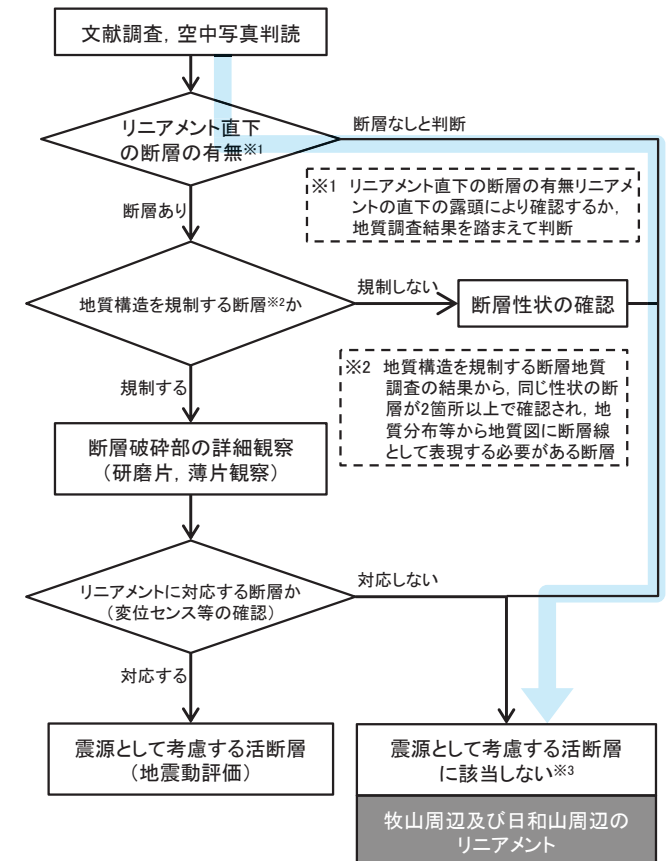 文献調査，空中写真判読
リニアメント直下
の断層の有無※1
断層なしと判断
※1 リニアメント直下の断層の有無リニアメ
ントの直下の露頭により確認するか，
地質調査結果を踏まえて判断
断層あり
地質構造を規制する断層※2か
規制しない
断層性状の確認
※2 地質構造を規制する断層地質
調査の結果から，同じ性状の断
層が2箇所以上で確認され，地
質分布等から地質図に断層線
として表現する必要がある断層
規制する
断層破砕部の詳細観察
（研磨片，薄片観察）
リニアメントに対応する断層か
（変位センス等の確認）
対応しない
対応する
震源として考慮する活断層
（地震動評価）
震源として考慮する活断層
に該当しない※3
牧山周辺及び日和山周辺の
リニアメント